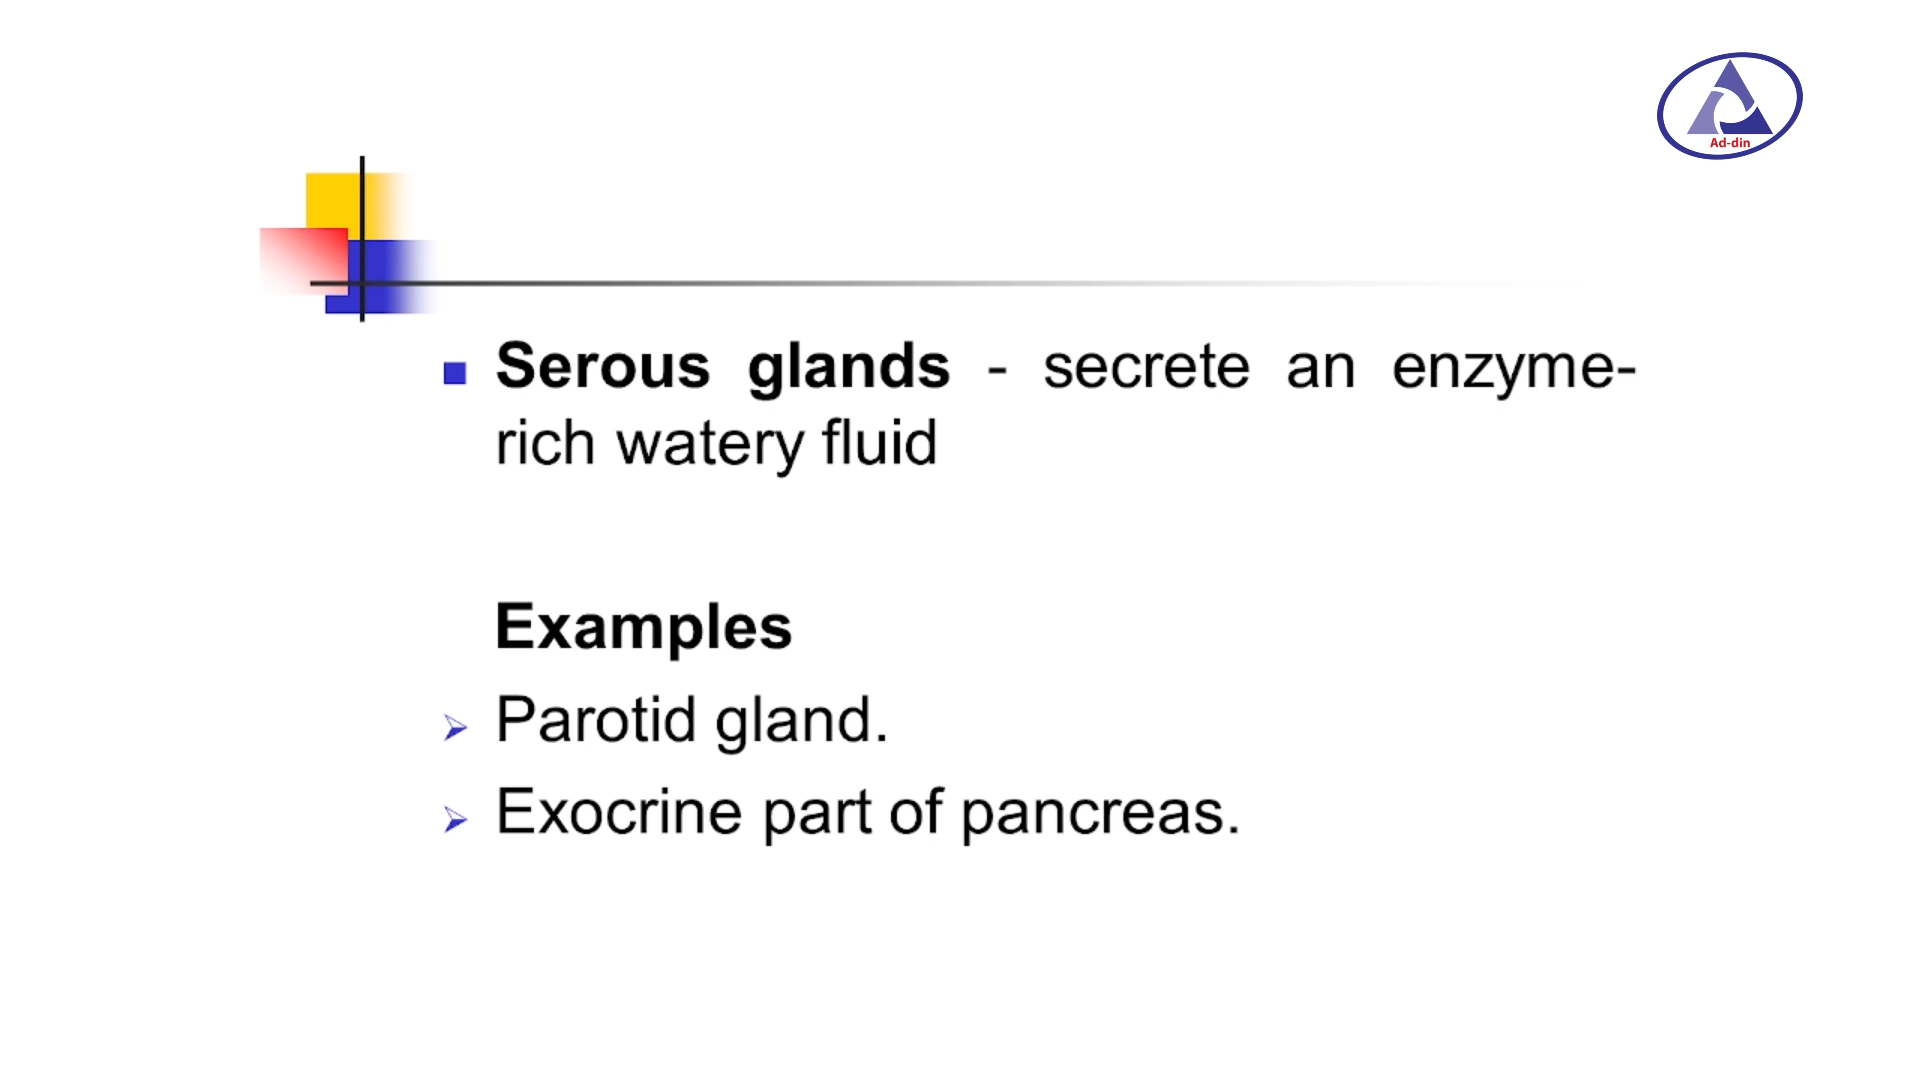 Ad-din
Serous glands - secrete an enzyme-
rich watery fluid
Examples
Parotid gland.
Exocrine part of pancreas.